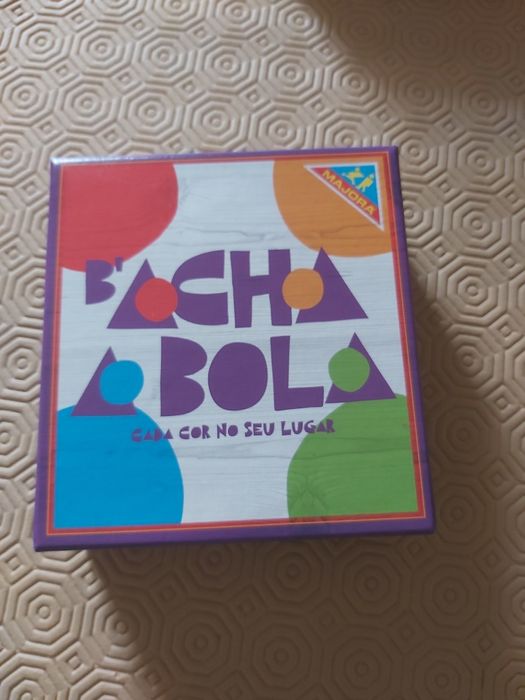 MAJORA
B'ACHA
A BOLA
CADA COR NO SEU LUGAR